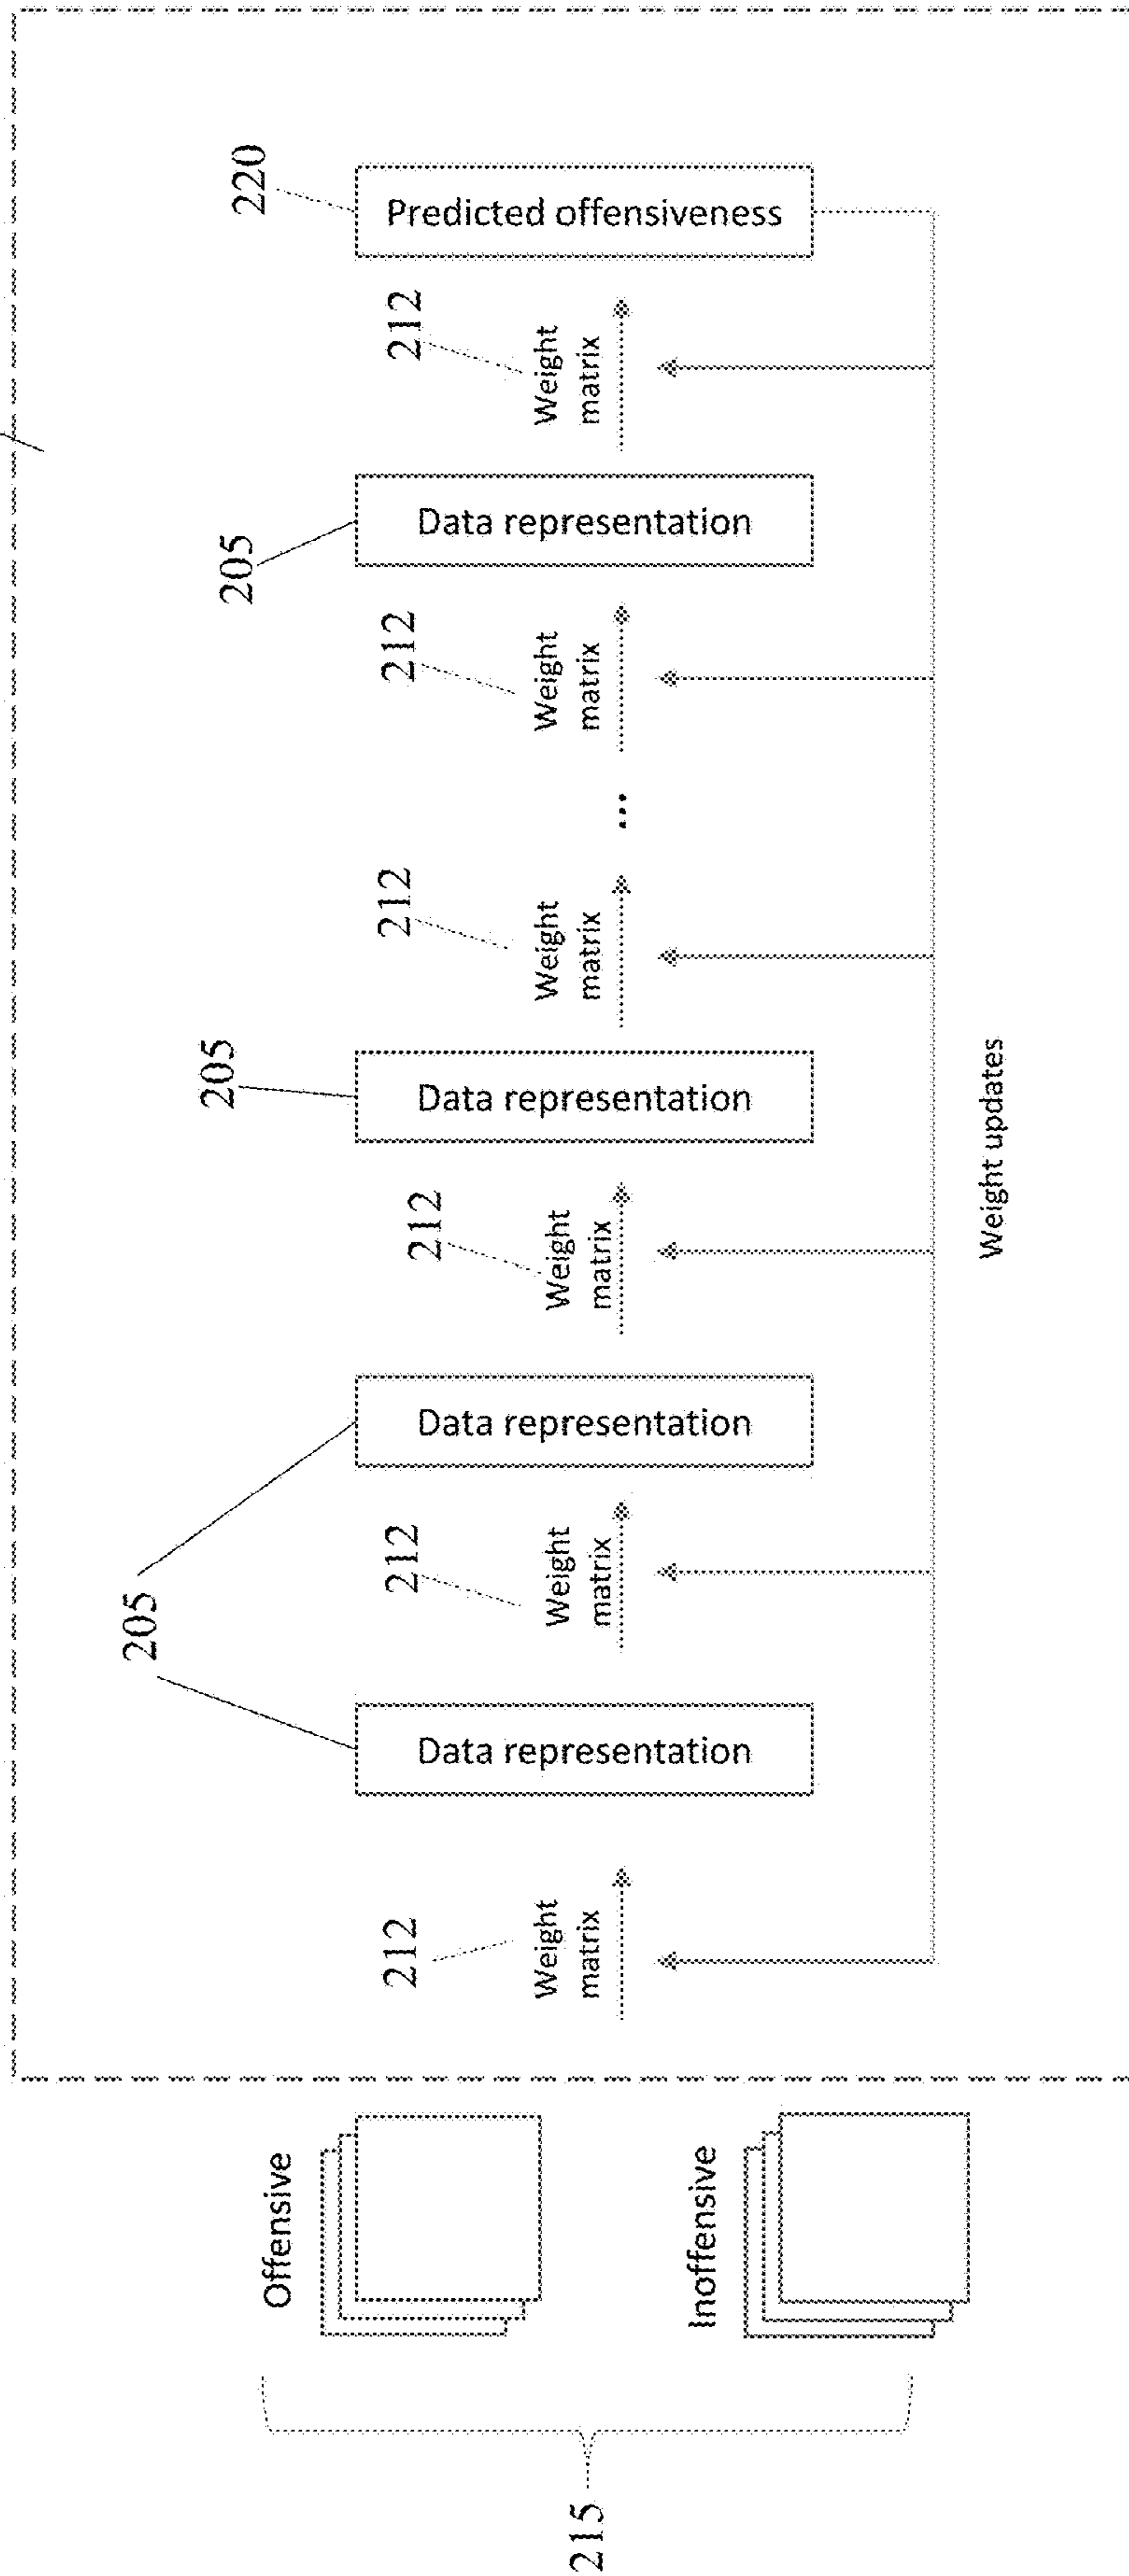 215
Offensive
Inoffensive
212
Weight
matrix
205
Data representation
212
Weight
matrix
Data representation
212
Weight
matrix
205
Data representation
212
Weight
matrix
...
212
Weight
matrix
205
Data representation
212
Weight
matrix
220
Predicted offensiveness
Weight updates